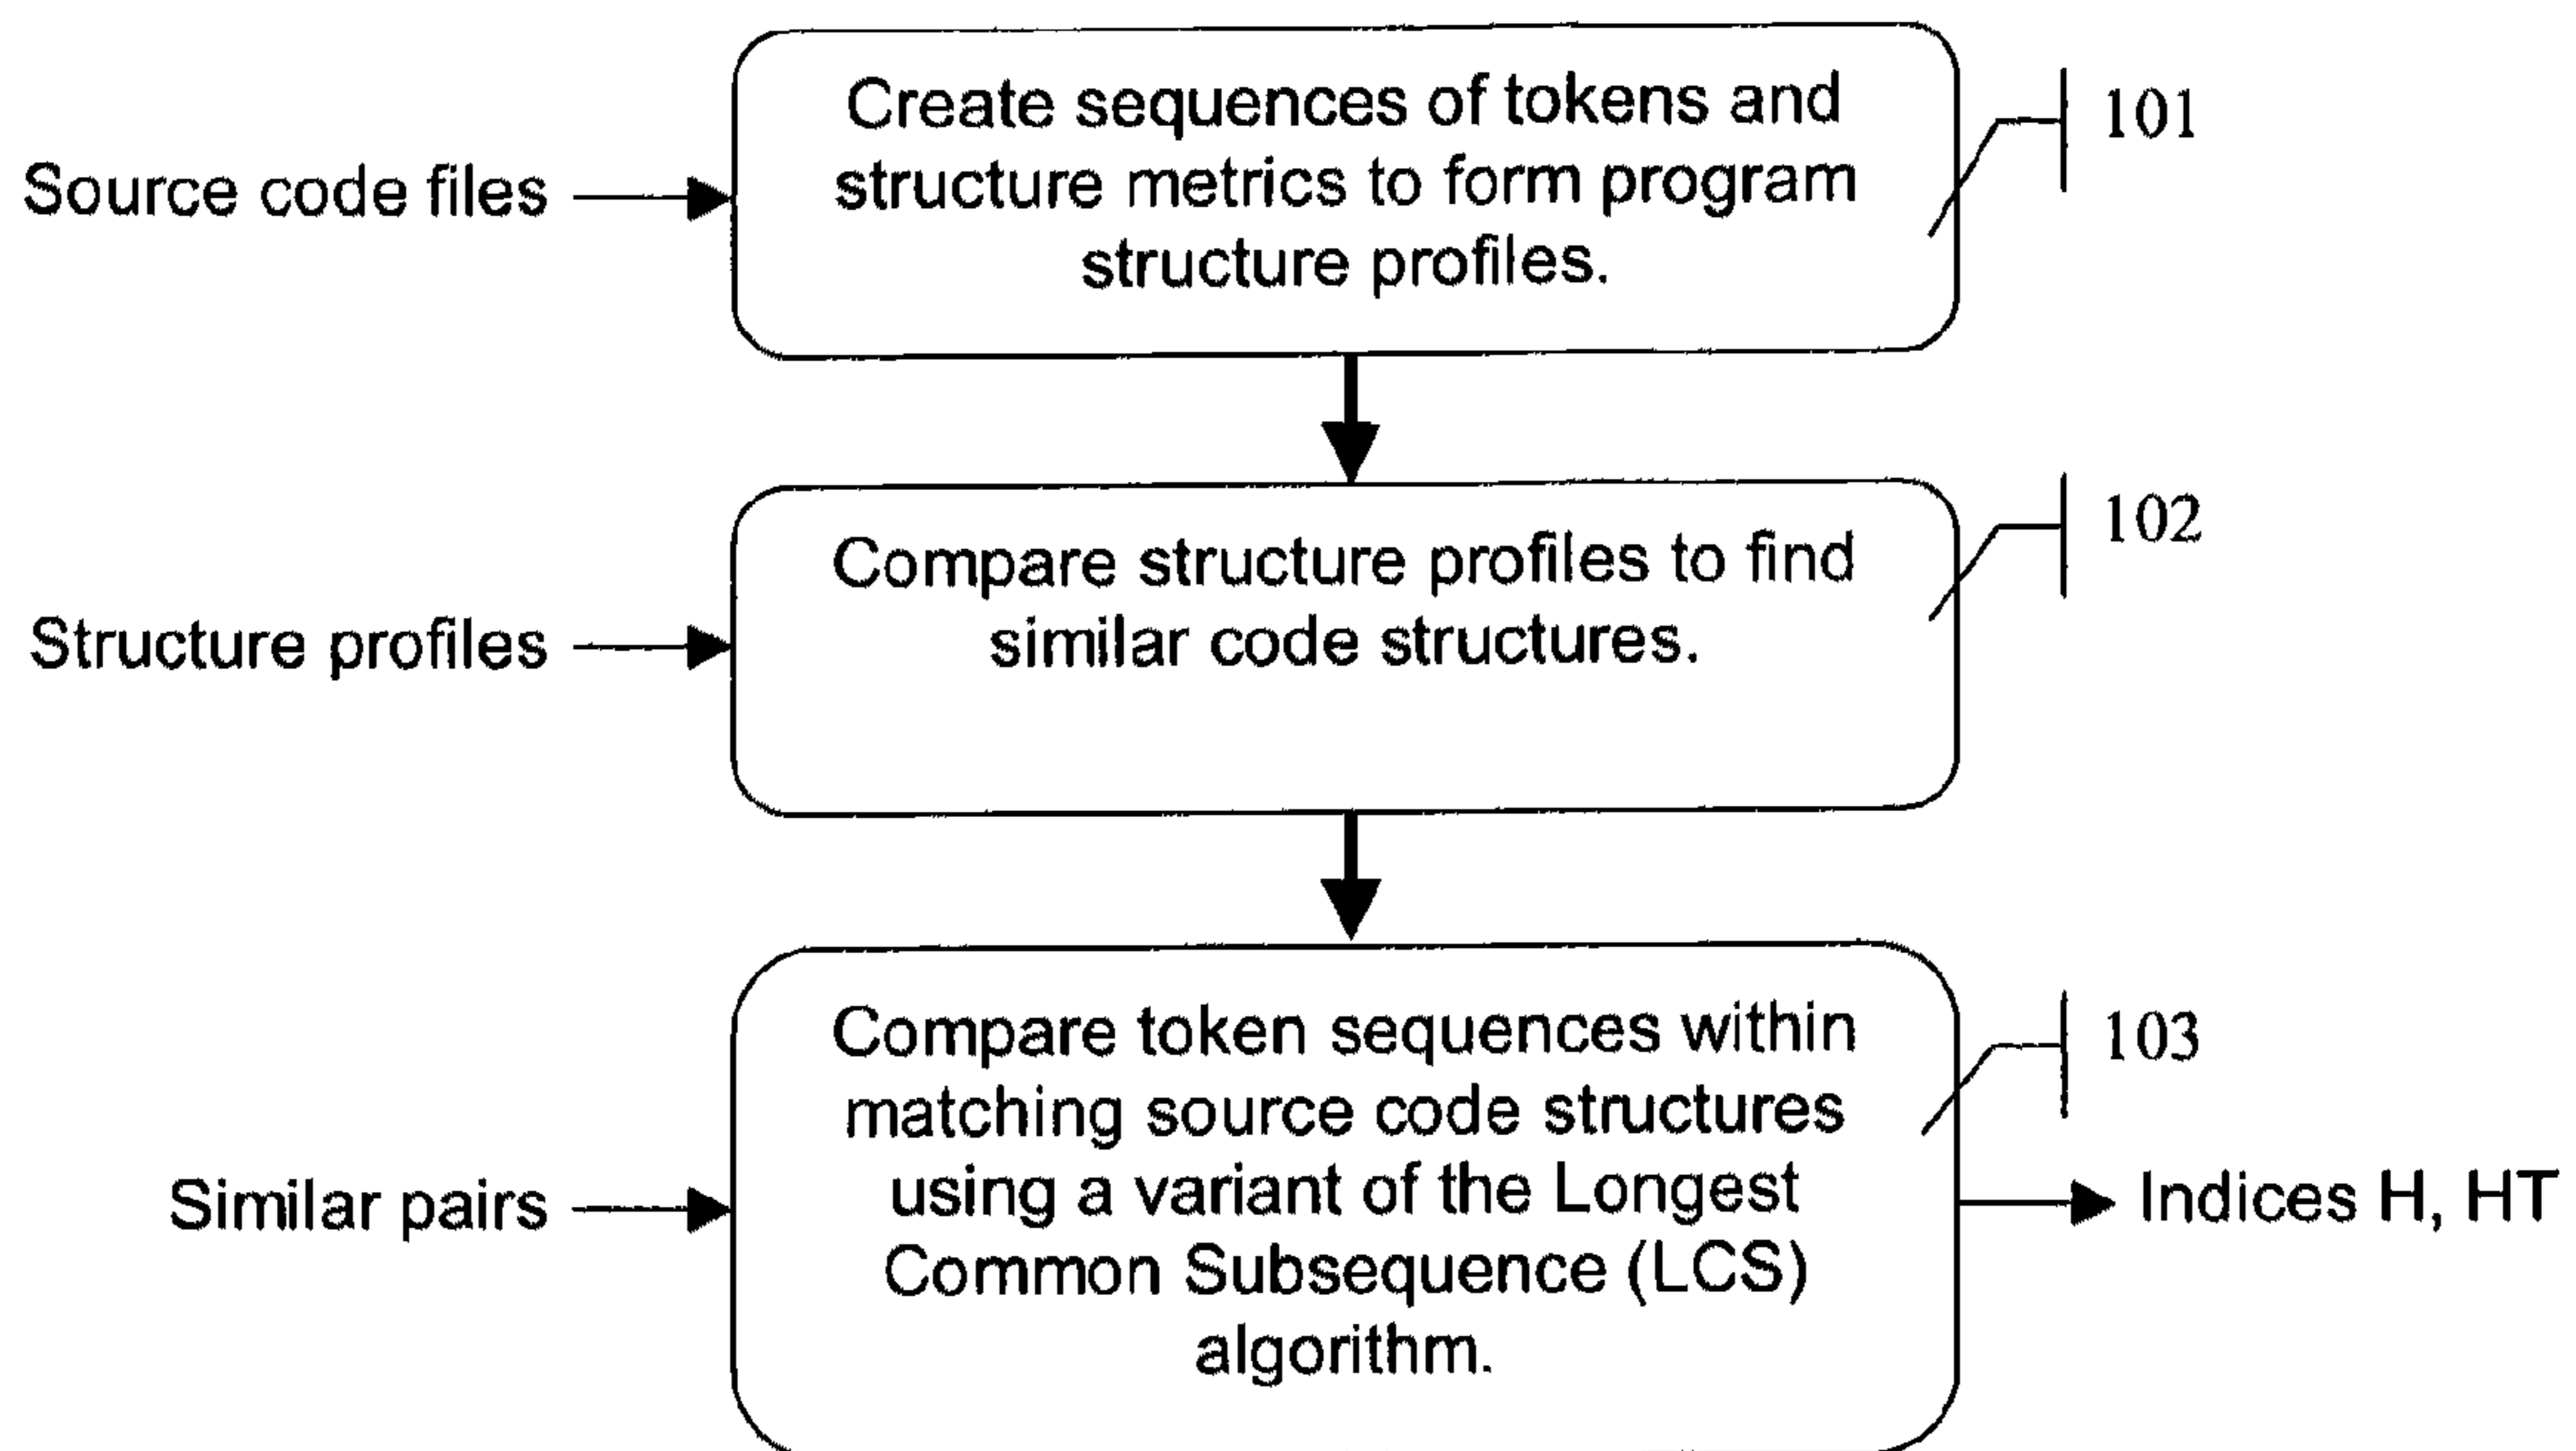 Create sequences of tokens and
structure metrics to form program
structure profiles.
Source code files
101
Compare structure profiles to find
similar code structures.
Structure profiles
102
Compare token sequences within
matching source code structures
using a variant of the Longest
Common Subsequence (LCS)
algorithm.
Similar pairs
103
Indices H, HT